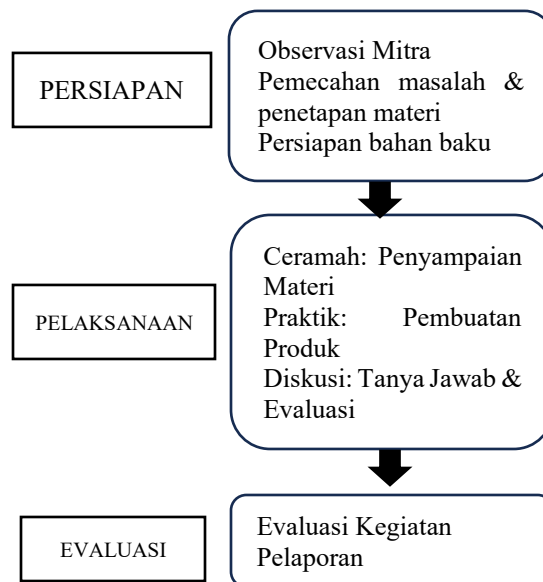 PERSIAPAN
Observasi Mitra
Pemecahan masalah &
penetapan materi
Persiapan bahan baku
PELAKSANAAN
Ceramah: Penyampaian
Materi
Praktik: Pembuatan
Produk
Diskusi: Tanya Jawab &
Evaluasi
EVALUASI
Evaluasi Kegiatan
Pelaporan